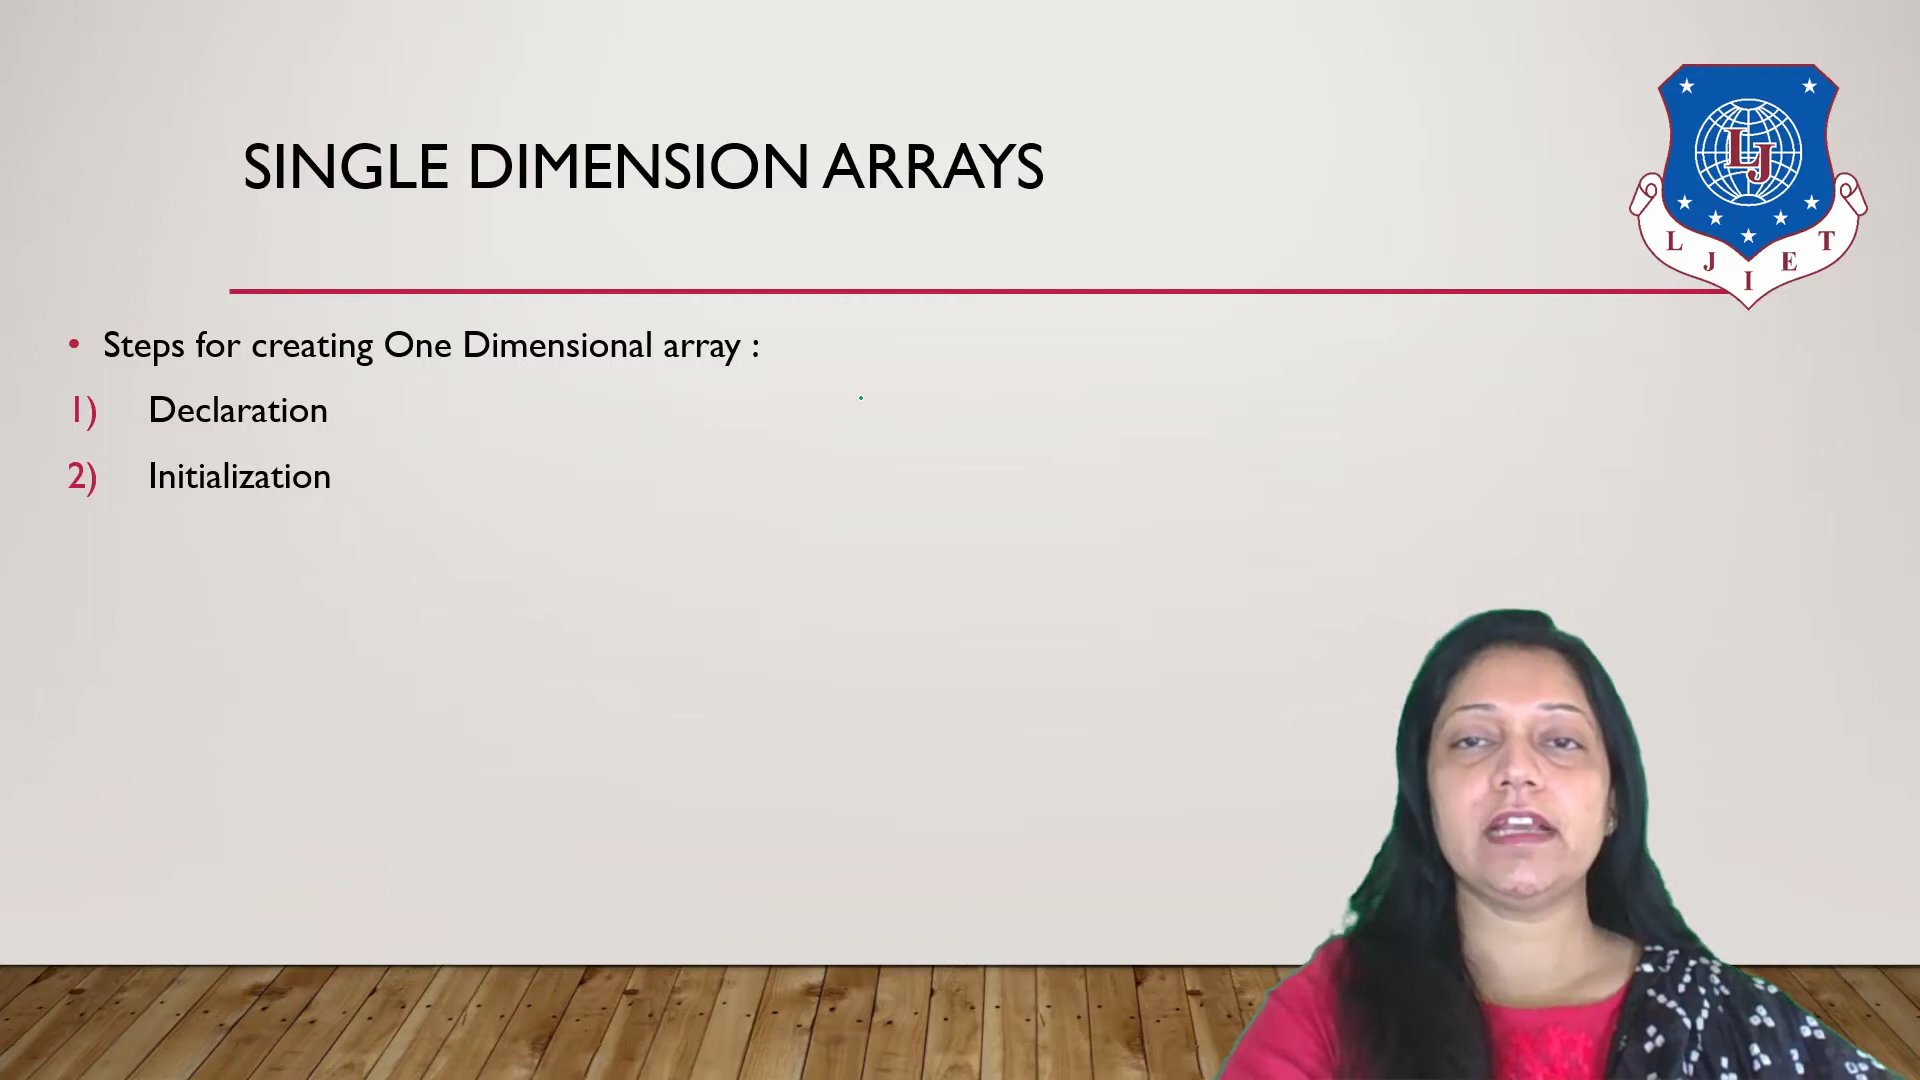 SINGLE DIMENSION ARRAYS
LJ
L J I E T
• Steps for creating One Dimensional array :
1) Declaration
2) Initialization